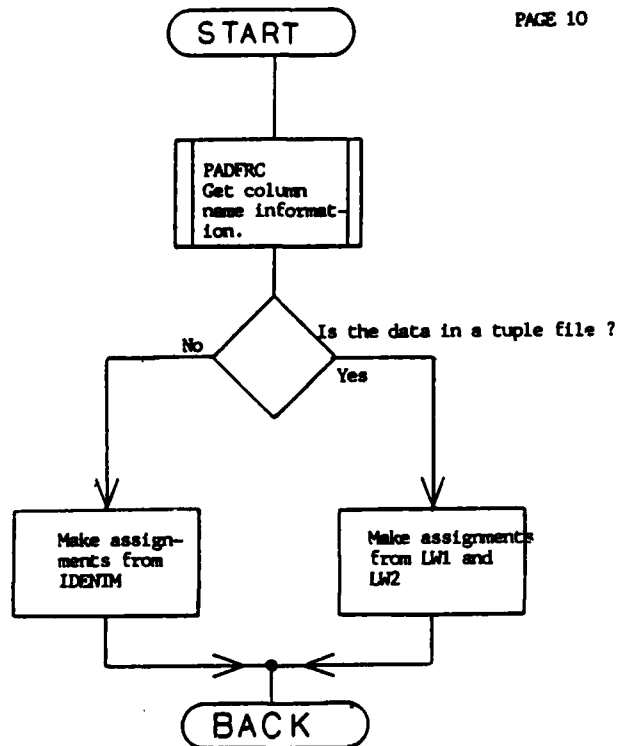 PAGE 10
START
PADFRC
Get column
name informat-
ion.
Is the data in a tuple file ?
No
Yes
Make assign-
ments from
IDENTM
Make assignments
from LW1 and
LW2
BACK